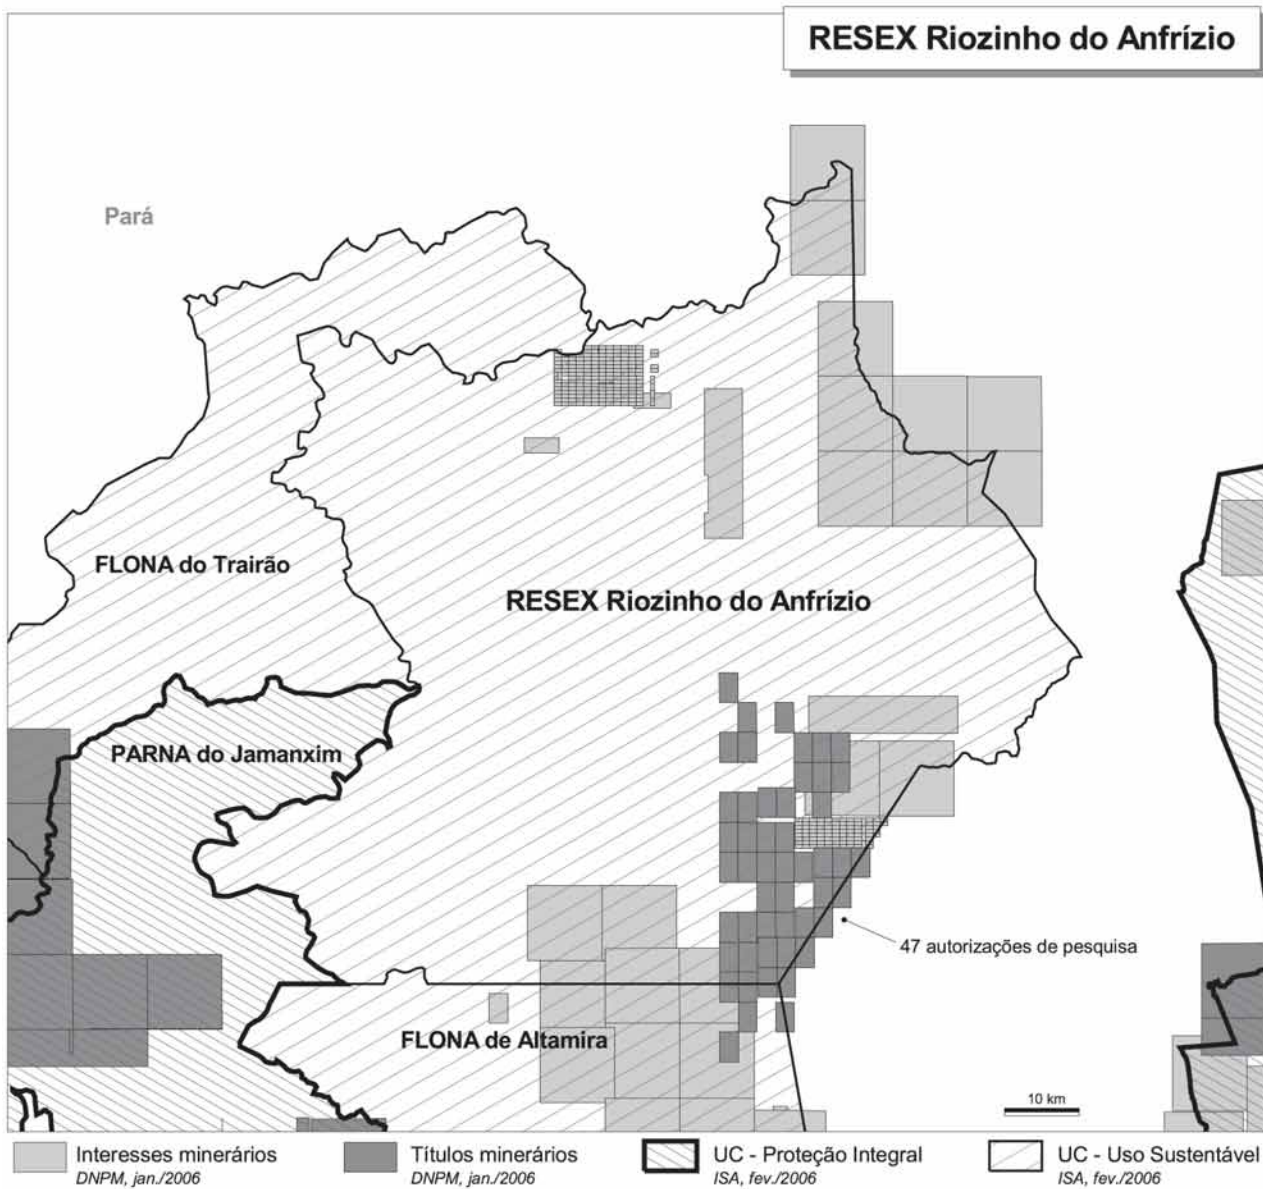 RESEX Riozinho do Anfrízio
Pará
FLONA do Trairão
RESEX Riozinho do Anfrízio
PARNA do Jamanxim
47 autorizações de pesquisa
FLONA de Altamira
10 km
Interesses minerários
DNPM, jan./2006
Títulos minerários
DNPM, jan./2006
UC - Proteção Integral
ISA, fev./2006
UC - Uso Sustentável
ISA, fev./2006